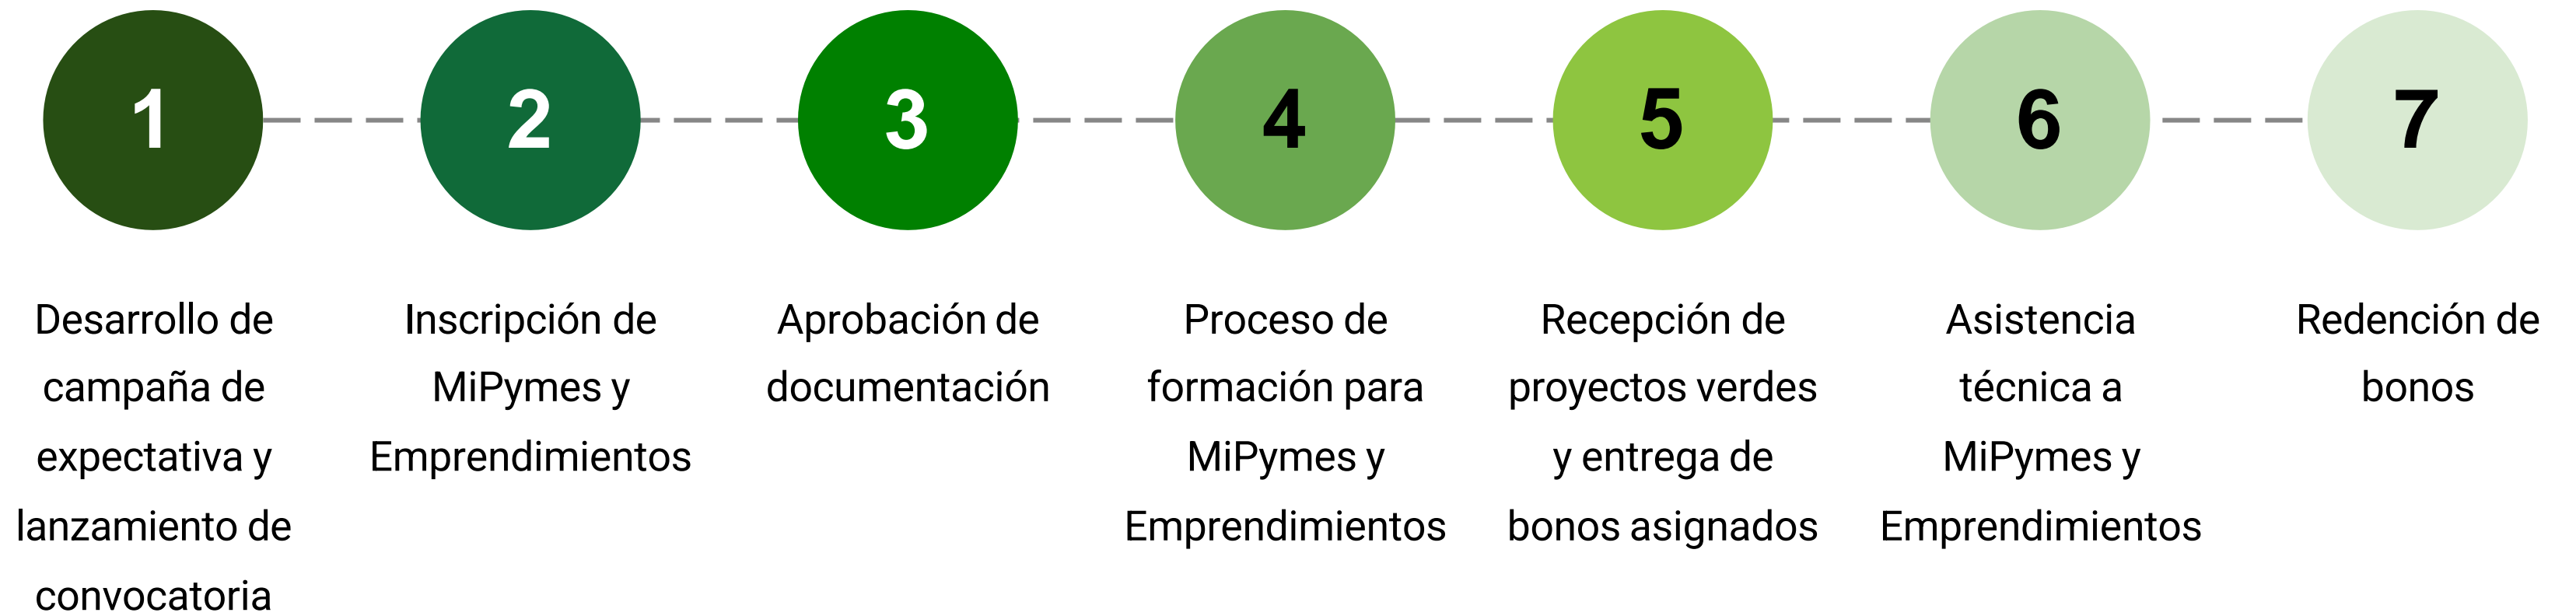 1
2
3
4
5
6
7
Desarrollo de
campaña de
expectativa y
lanzamiento de
convocatoria
Inscripción de
MiPymes y
Emprendimientos
Aprobación de
documentación
Proceso de
formación para
MiPymes y
Emprendimientos
Recepción de
proyectos verdes
y entrega de
bonos asignados
Asistencia
técnica a
MiPymes y
Emprendimientos
Redención de
bonos